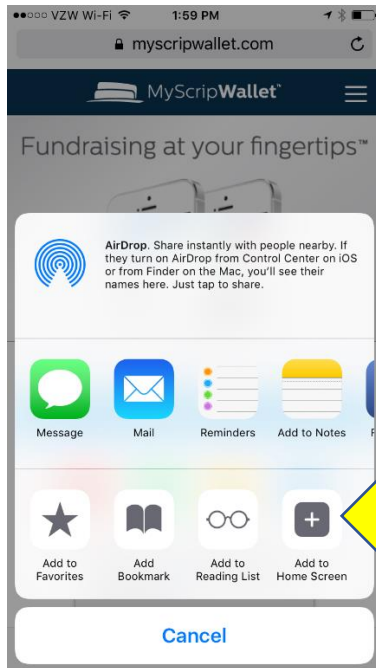 VZW Wi-Fi 1:59 PM
myscripwallet.com
MyScripWallet™
Fundraising at your fingertips™
AirDrop. Share instantly with people nearby. If
they turn on AirDrop from Control Center on iOS
or from Finder on the Mac, you'll see their
names here. Just tap to share.
Message Mail Reminders Add to Notes
Add to Favorites
Add Bookmark
Add to Reading List
Add to Home Screen
Cancel